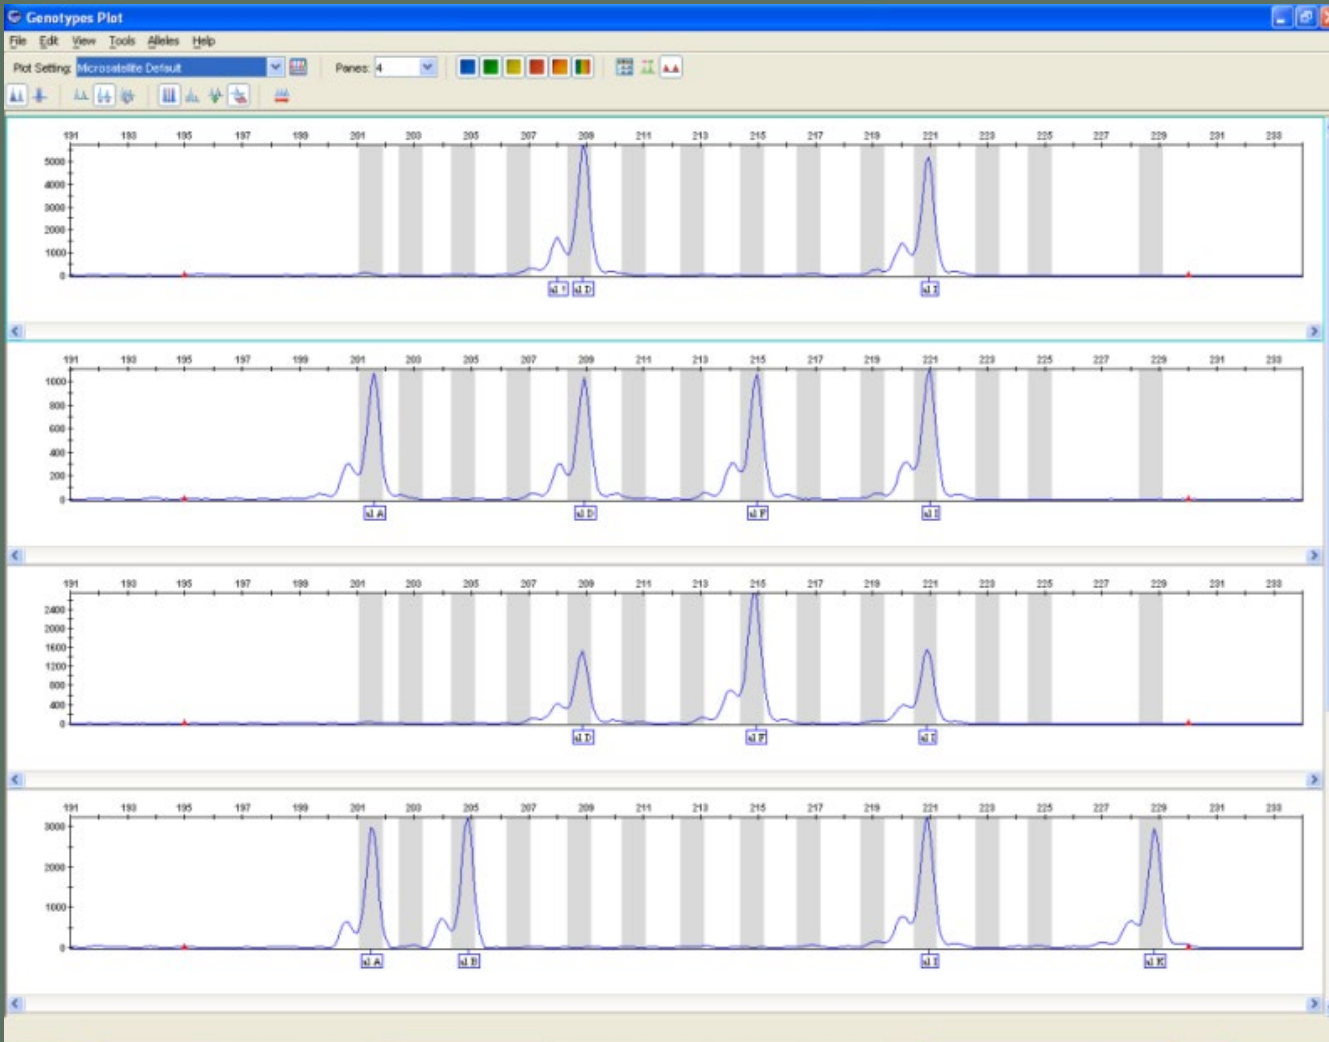 Genotypes Plot
File Edit View Tools Alleles Help
Plot Setting: Microsatellite Default Panes: 4
191 193 195 197 199 201 203 205 207 209 211 213 215 217 219 221 223 225 227 229 231 233
5000
4000
3000
2000
1000
0
al ? al D al I
191 193 195 197 199 201 203 205 207 209 211 213 215 217 219 221 223 225 227 229 231 233
1000
800
600
400
200
0
al A al D al F al I
191 193 195 197 199 201 203 205 207 209 211 213 215 217 219 221 223 225 227 229 231 233
2400
2000
1600
1200
800
400
0
al D al F al I
191 193 195 197 199 201 203 205 207 209 211 213 215 217 219 221 223 225 227 229 231 233
3000
2000
1000
0
al A al B al I al K